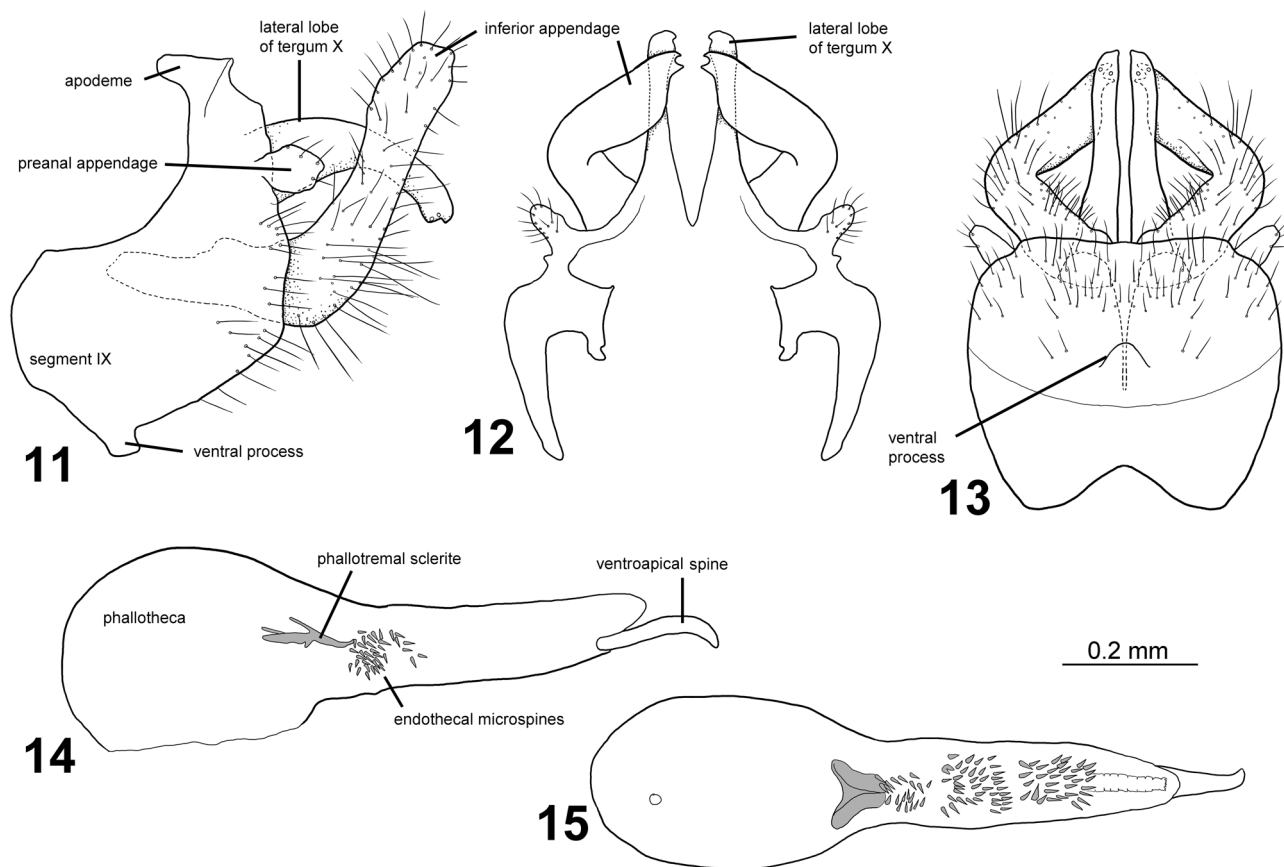 lateral lobe
of tergum X
apodeme
preanal appendage
segment IX
ventral process
11
inferior appendage
lateral lobe
of tergum X
12
ventral
process
13
phallotremal sclerite
phallotheca
endothecal microspines
ventroapical spine
14
0.2 mm
15